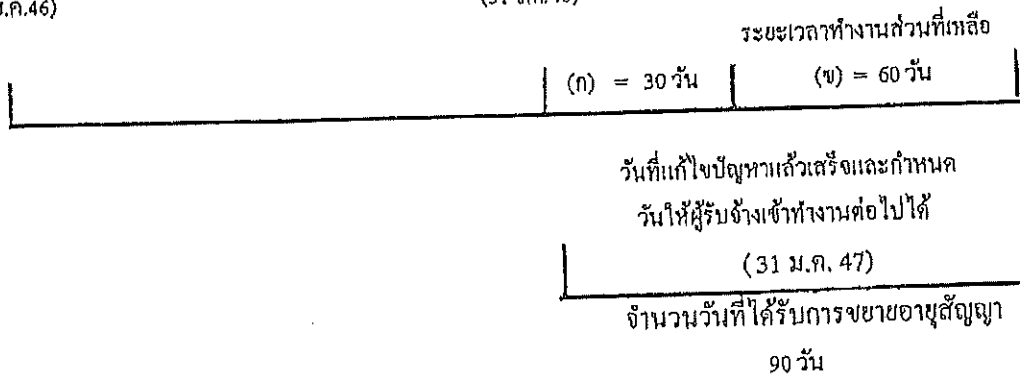 ม.ค.46)
ระยะเวลาทำงานส่วนที่เหลือ
(ก) = 30 วัน
(ข) = 60 วัน
วันที่แก้ไขปัญหาแล้วเสร็จและกำหนด
วันให้ผู้รับจ้างเข้าทำงานต่อไปได้
(31 ม.ค. 47)
จำนวนวันที่ได้รับการขยายอายุสัญญา
90 วัน